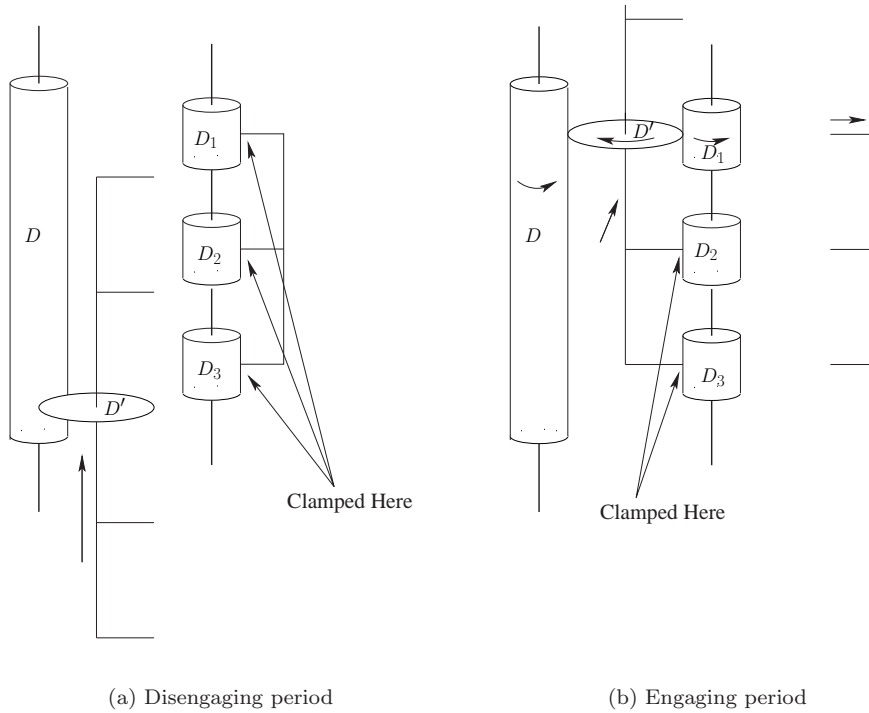 D
D₁
D₂
D₃
D′
Clamped Here
(a) Disengaging period
D′
D₁
D
D₂
D₃
Clamped Here
(b) Engaging period